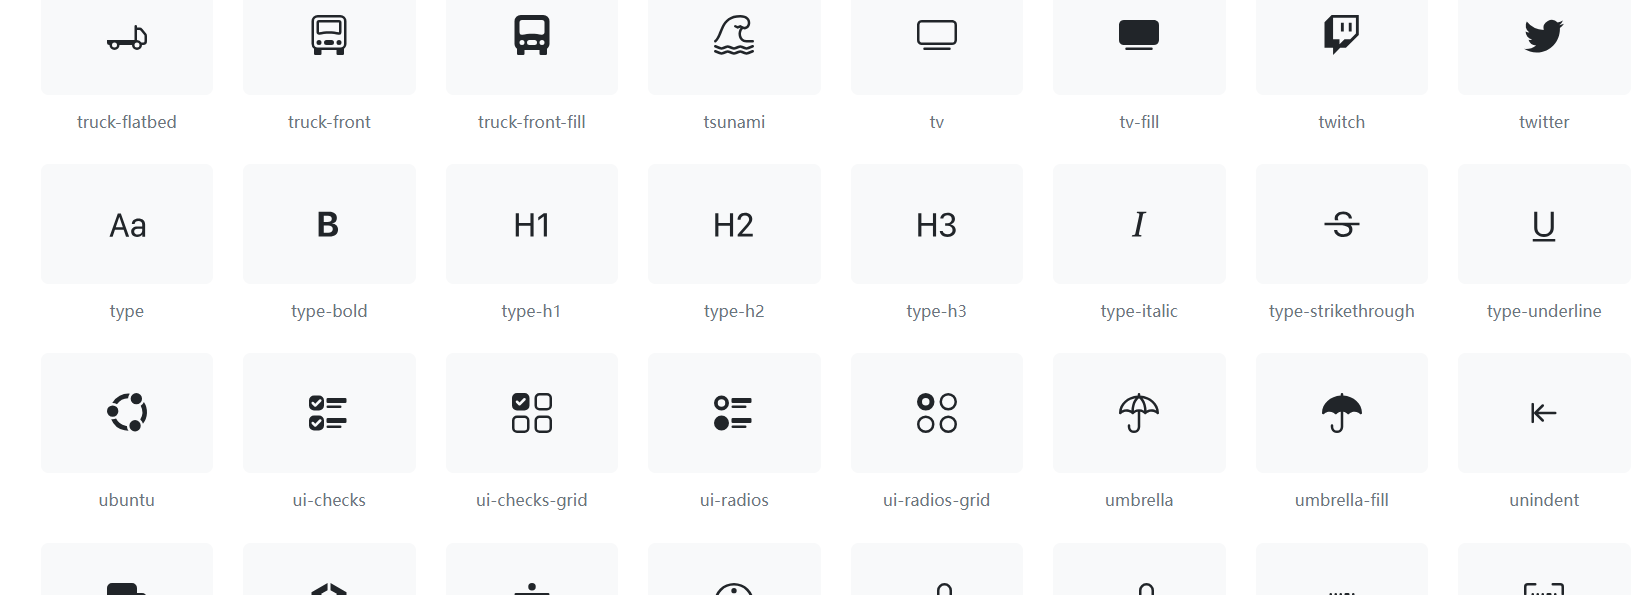 truck-flatbed truck-front truck-front-fill tsunami tv tv-fill twitch twitter
Aa B H1 H2 H3 I S U
type type-bold type-h1 type-h2 type-h3 type-italic type-strikethrough type-underline
ubuntu ui-checks ui-checks-grid ui-radios ui-radios-grid umbrella umbrella-fill unindent